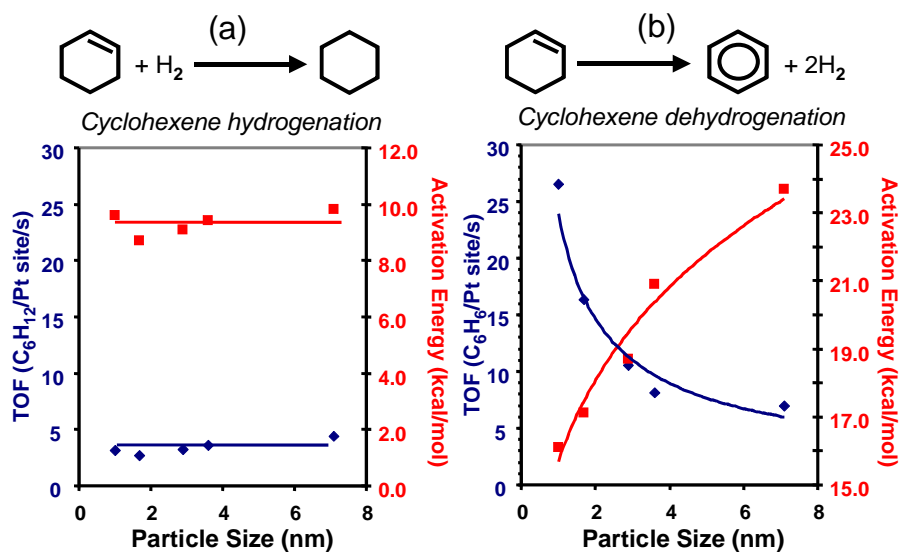 (a)
+ H₂
Cyclohexene hydrogenation
TOF (C₆H₁₂/Pt site/s)
30
25
20
15
10
5
0
12.0
10.0
8.0
6.0
4.0
2.0
0.0
Activation Energy (kcal/mol)
0 2 4 6 8
Particle Size (nm)
(b)
+ 2H₂
Cyclohexene dehydrogenation
TOF (C₆H₆/Pt site/s)
30
25
20
15
10
5
0
25.0
23.0
21.0
19.0
17.0
15.0
Activation Energy (kcal/mol)
0 2 4 6 8
Particle Size (nm)